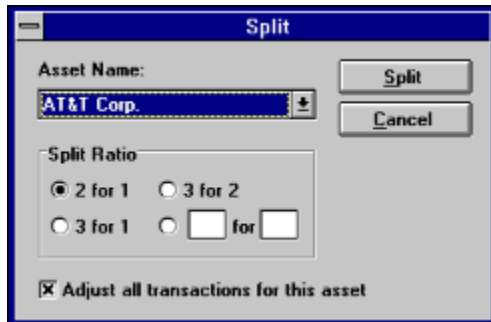 Split
Asset Name:
AT&T Corp.
Split
Cancel
Split Ratio
2 for 1
3 for 2
3 for 1
for
Adjust all transactions for this asset